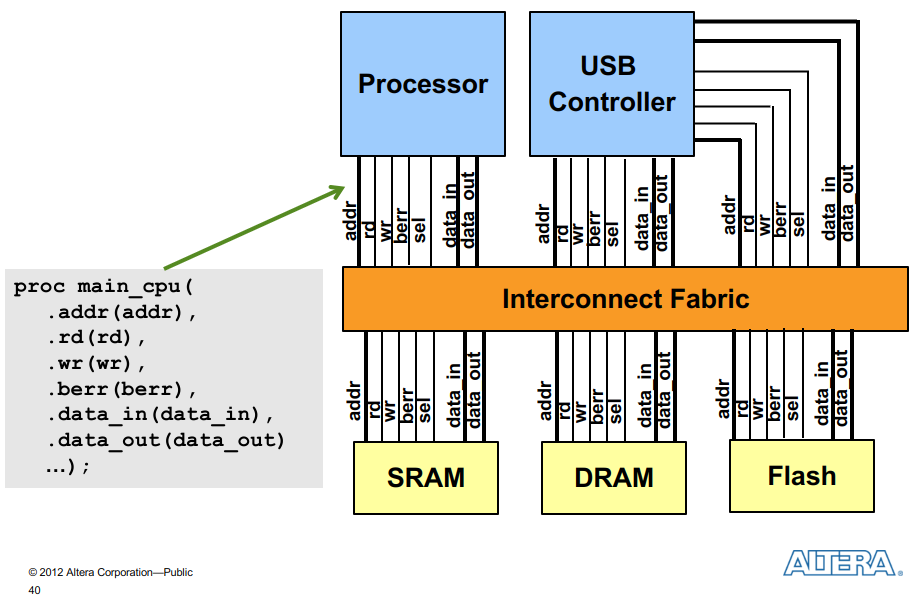 Processor
USB
Controller
addr
rd
wr
berr
sel
data_in
data_out
addr
rd
wr
berr
sel
data_in
data_out
addr
rd
wr
berr
sel
data_in
data_out
proc main_cpu(
.addr(addr),
.rd(rd),
.wr(wr),
.berr(berr),
.data_in(data_in),
.data_out(data_out)
…);
Interconnect Fabric
addr
rd
wr
berr
sel
data_in
data_out
addr
rd
wr
berr
sel
data_in
data_out
addr
rd
wr
berr
sel
data_in
data_out
SRAM
DRAM
Flash
© 2012 Altera Corporation—Public
40
ALTERA®